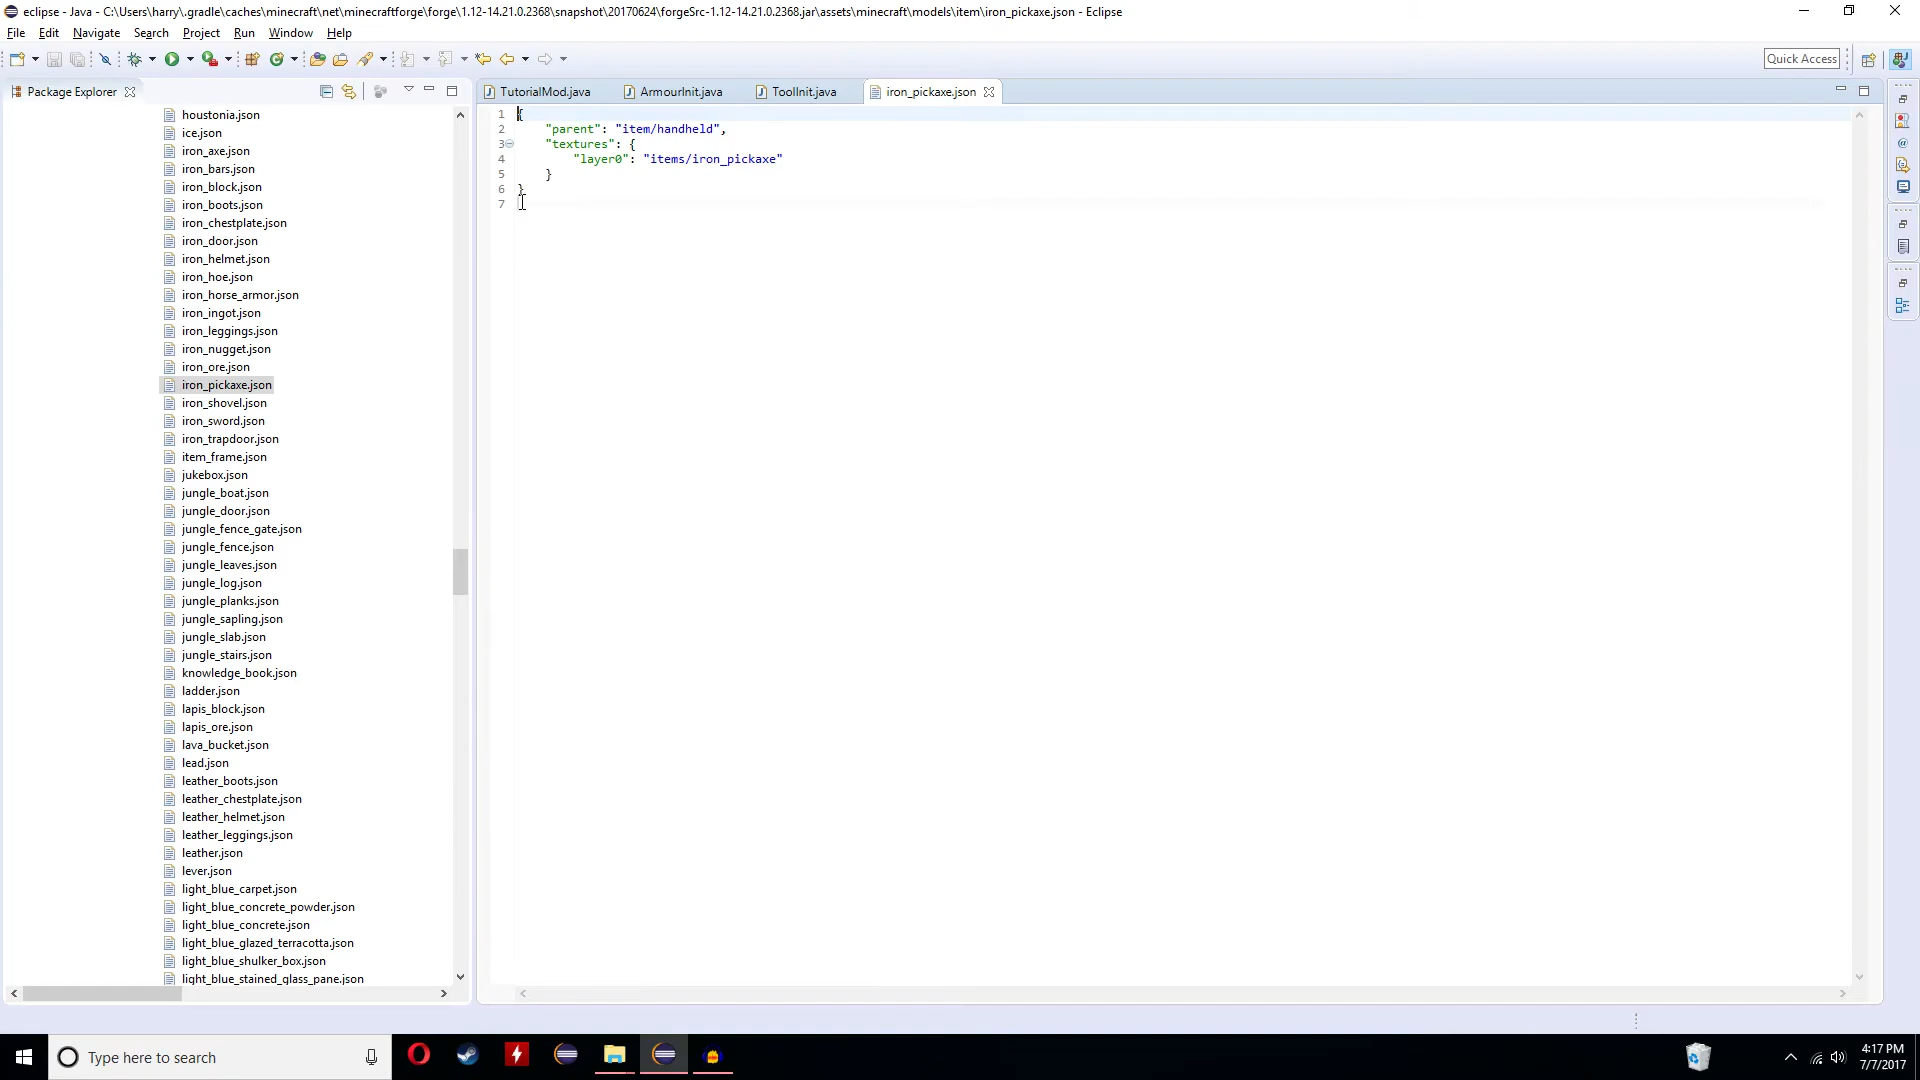 eclipse - Java - C:\Users\harry\.gradle\caches\minecraft\net\minecraftforge\forge\1.12-14.21.0.2368\snapshot\20170624\forgeSrc-1.12-14.21.0.2368.jar\assets\minecraft\models\item\iron_pickaxe.json - Eclipse
File Edit Navigate Search Project Run Window Help
Quick Access
Package Explorer
TutorialMod.java ArmourInit.java ToolInit.java iron_pickaxe.json
houstonia.json
ice.json
iron_axe.json
iron_bars.json
iron_block.json
iron_boots.json
iron_chestplate.json
iron_door.json
iron_helmet.json
iron_hoe.json
iron_horse_armor.json
iron_ingot.json
iron_leggings.json
iron_nugget.json
iron_ore.json
iron_pickaxe.json
iron_shovel.json
iron_sword.json
iron_trapdoor.json
item_frame.json
jukebox.json
jungle_boat.json
jungle_door.json
jungle_fence_gate.json
jungle_fence.json
jungle_leaves.json
jungle_log.json
jungle_planks.json
jungle_sapling.json
jungle_slab.json
jungle_stairs.json
knowledge_book.json
ladder.json
lapis_block.json
lapis_ore.json
lava_bucket.json
lead.json
leather_boots.json
leather_chestplate.json
leather_helmet.json
leather_leggings.json
leather.json
lever.json
light_blue_carpet.json
light_blue_concrete_powder.json
light_blue_concrete.json
light_blue_glazed_terracotta.json
light_blue_shulker_box.json
light_blue_stained_glass_pane.json
1 {
2 "parent": "item/handheld",
3 "textures": {
4 "layer0": "items/iron_pickaxe"
5 }
6 }
7
Type here to search
4:17 PM
7/7/2017